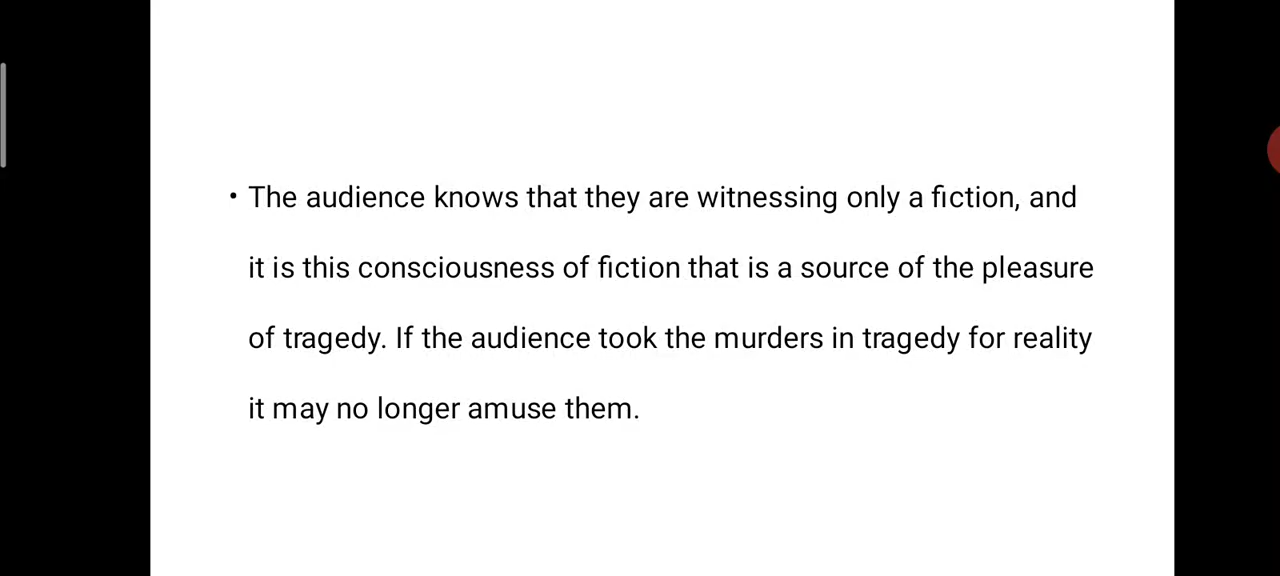 • The audience knows that they are witnessing only a fiction, and
it is this consciousness of fiction that is a source of the pleasure
of tragedy. If the audience took the murders in tragedy for reality
it may no longer amuse them.